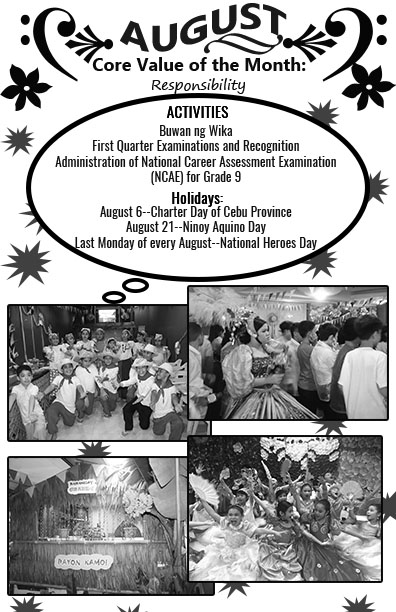 AUGUST
Core Value of the Month:
Responsibility
ACTIVITIES
Buwan ng Wika
First Quarter Examinations and Recognition
Administration of National Career Assessment Examination
(NCAE) for Grade 9
Holidays:
August 6--Charter Day of Cebu Province
August 21--Ninoy Aquino Day
Last Monday of every August--National Heroes Day
DAYON KAMO!